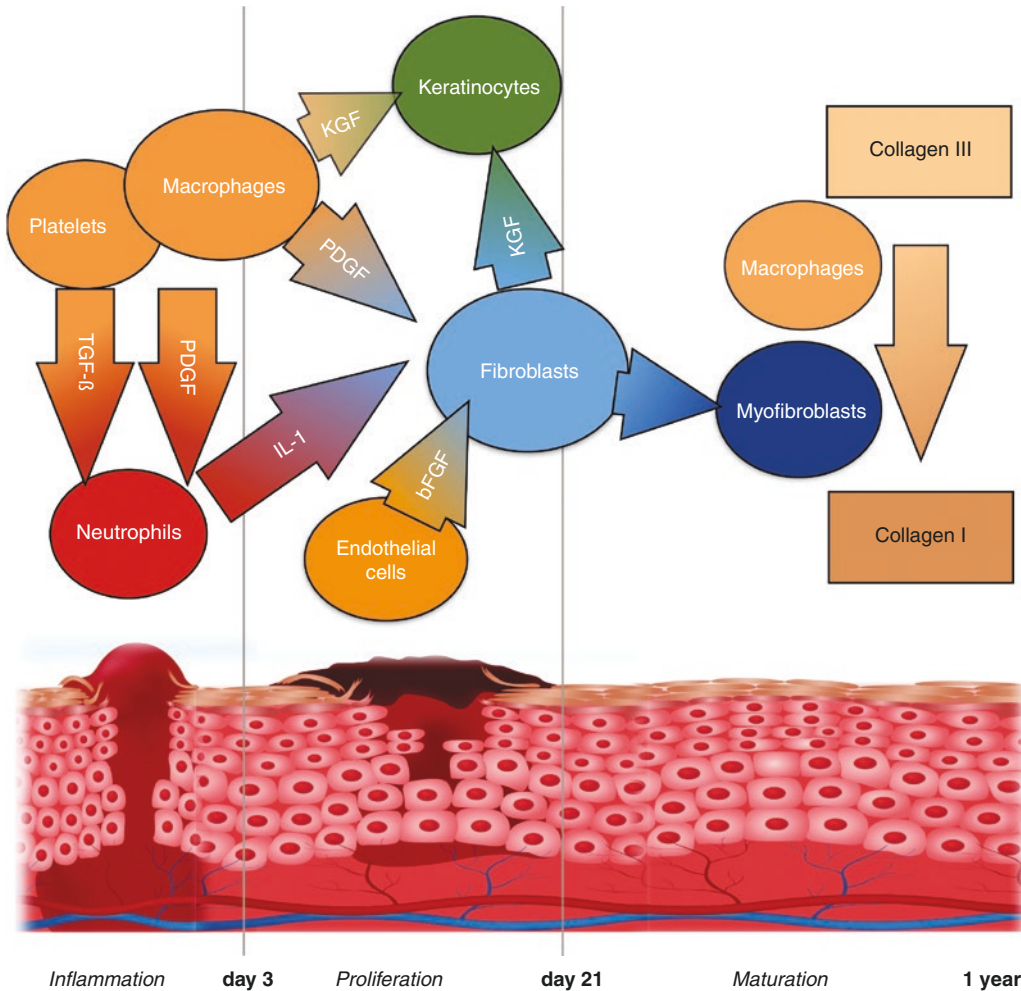 Keratinocytes
KGF
Collagen III
Macrophages
Platelets
PDGF
KGF
Macrophages
TGF-ß
PDGF
Fibroblasts
Myofibroblasts
IL-1
bFGF
Neutrophils
Endothelial
cells
Collagen I
Inflammation
day 3
Proliferation
day 21
Maturation
1 year